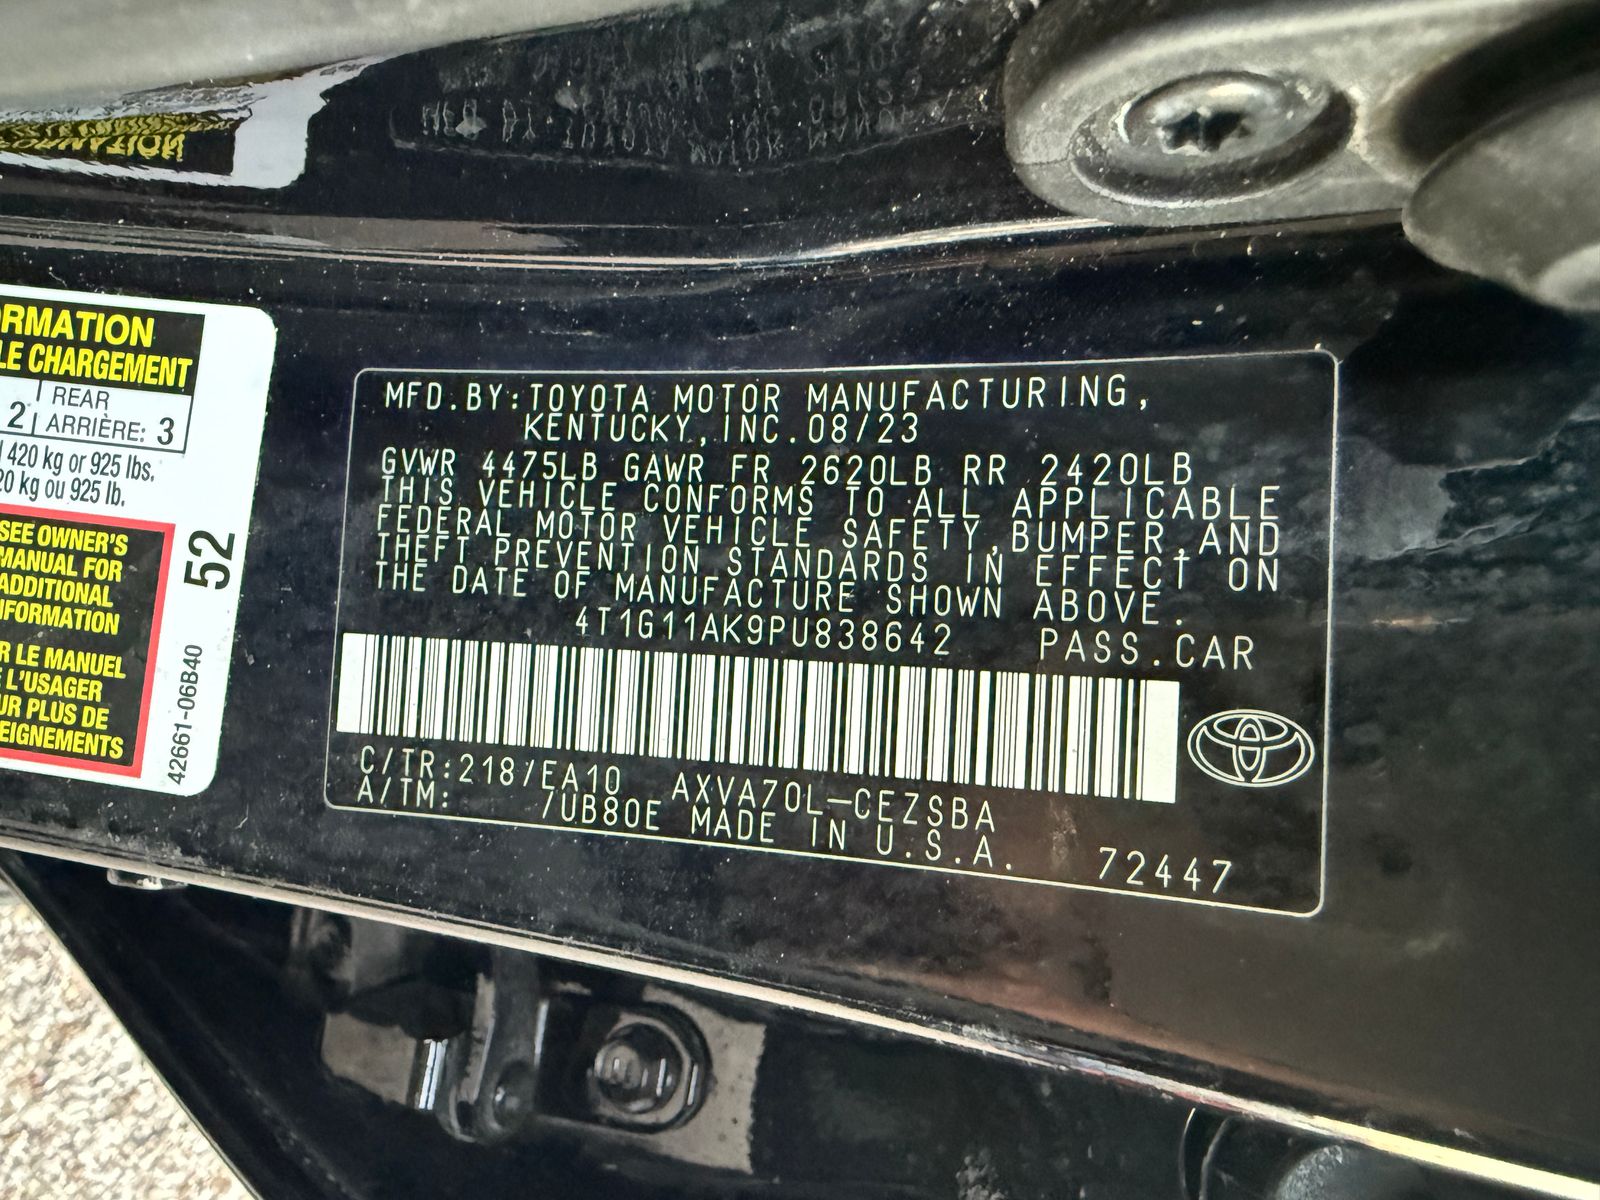 RMATION
LE CHARGEMENT
2 REAR
ARRIÈRE: 3
420 kg or 925 lbs.
20 kg ou 925 lb.
SEE OWNER'S
MANUAL FOR
ADDITIONAL
NFORMATION
R LE MANUEL
L'USAGER
UR PLUS DE
EIGNEMENTS
52
42661-06B40
MFD.BY:TOYOTA MOTOR MANUFACTURING,
KENTUCKY,INC.08/23
GVWR 4475LB GAWR FR 2620LB RR 2420LB
THIS VEHICLE CONFORMS TO ALL APPLICABLE
FEDERAL MOTOR VEHICLE SAFETY,BUMPER,AND
THEFT PREVENTION STANDARDS IN EFFECT ON
THE DATE OF MANUFACTURE SHOWN ABOVE.
4T1G11AK9PU838642 PASS.CAR
C/TR:218/EA10 AXVA70L-CEZSBA
A/TM: /UB80E MADE IN U.S.A.
72447